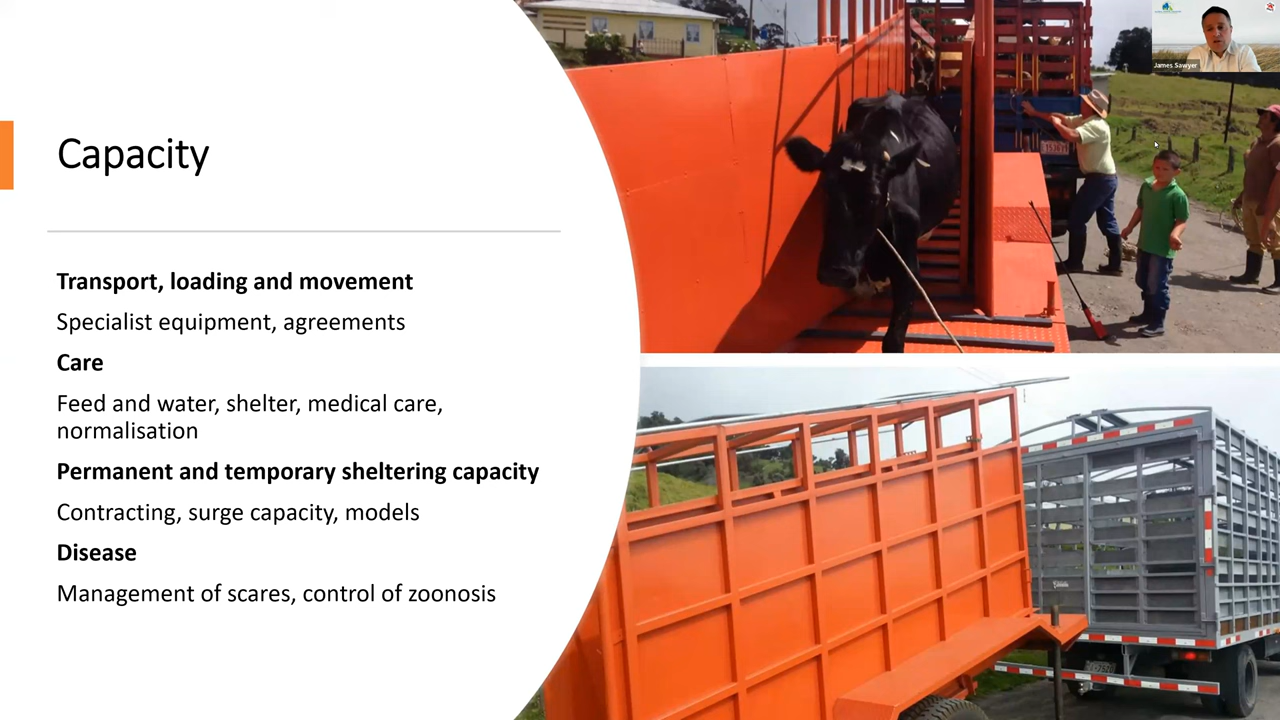 Capacity
Transport, loading and movement
Specialist equipment, agreements
Care
Feed and water, shelter, medical care,
normalisation
Permanent and temporary sheltering capacity
Contracting, surge capacity, models
Disease
Management of scares, control of zoonosis
James Sawyer